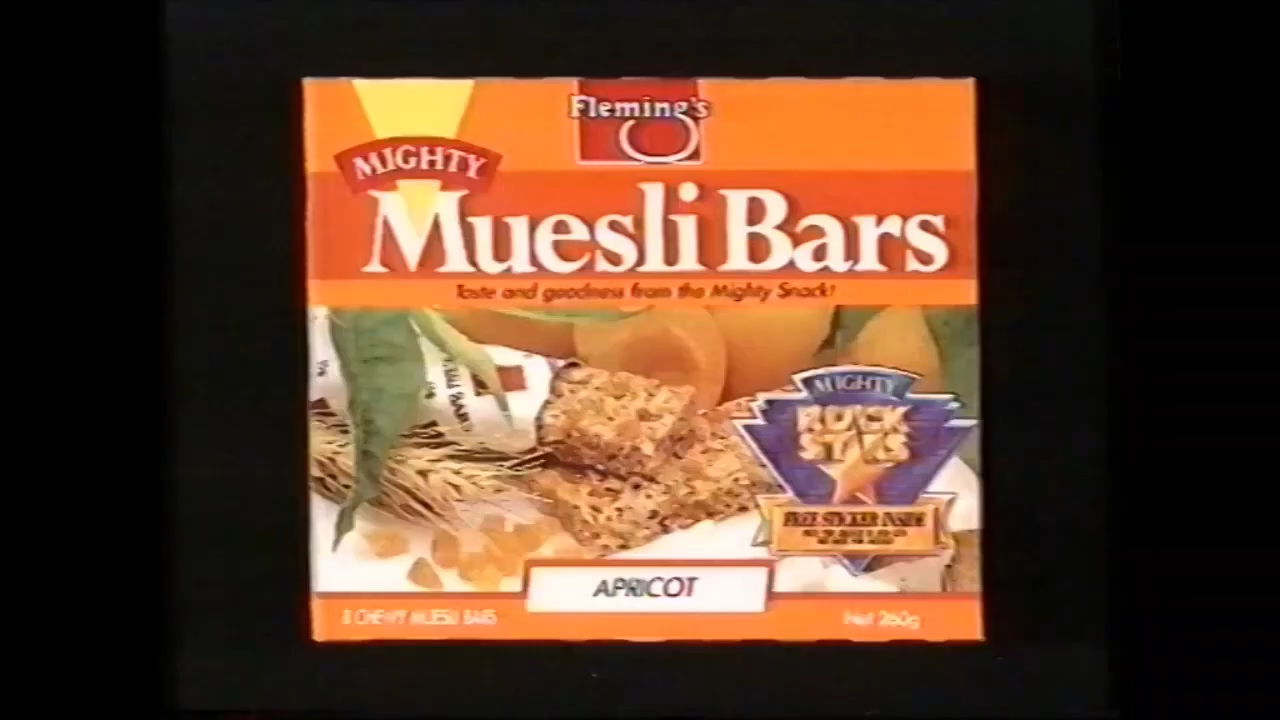 Fleming's
MIGHTY
Muesli Bars
Taste and goodness from the Mighty Snack!
MIGHTY
ROCK
STARS
FREE STICKER INSIDE
APRICOT
8 CHEWY MUESLI BARS
Net 260g